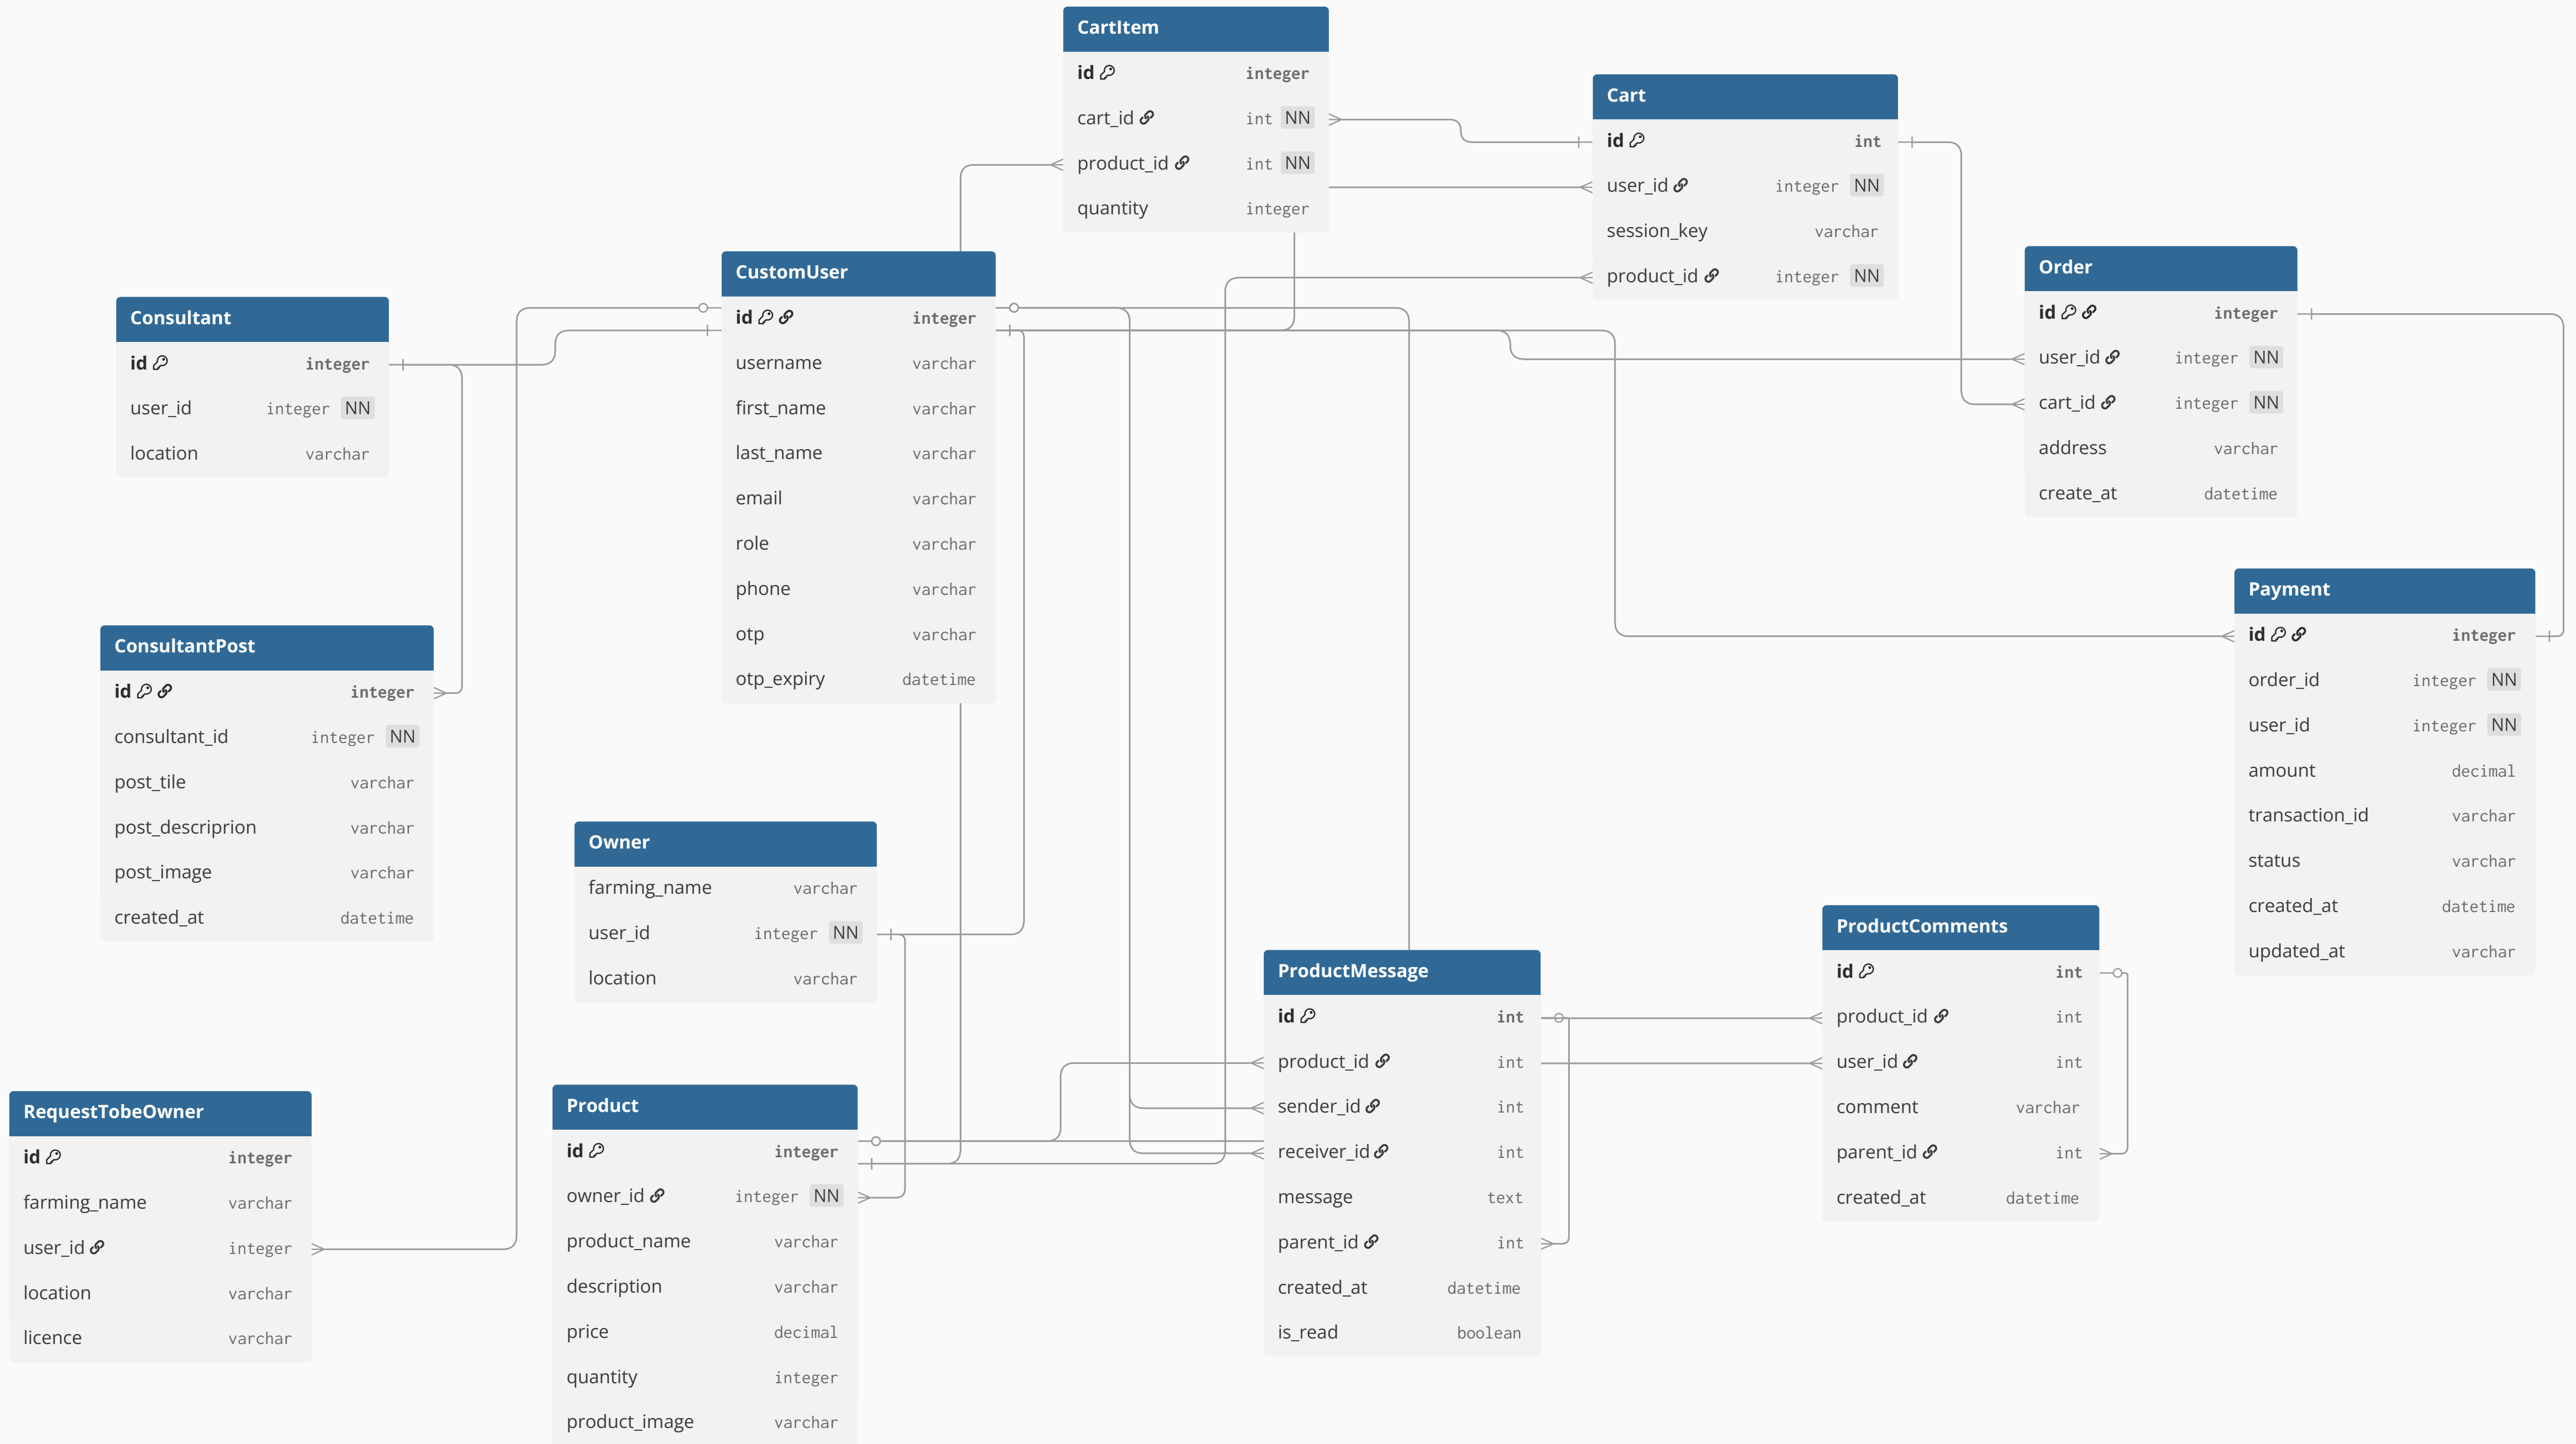 CartItem
id integer
cart_id int NN
product_id int NN
quantity integer
Cart
id int
user_id integer NN
session_key varchar
product_id integer NN
Order
id integer
user_id integer NN
cart_id integer NN
address varchar
create_at datetime
CustomUser
id integer
username varchar
first_name varchar
last_name varchar
email varchar
role varchar
phone varchar
otp varchar
otp_expiry datetime
Consultant
id integer
user_id integer NN
location varchar
ConsultantPost
id integer
consultant_id integer NN
post_tile varchar
post_descriprion varchar
post_image varchar
created_at datetime
Payment
id integer
order_id integer NN
user_id integer NN
amount decimal
transaction_id varchar
status varchar
created_at datetime
updated_at varchar
Owner
farming_name varchar
user_id integer NN
location varchar
ProductComments
id int
product_id int
user_id int
comment varchar
parent_id int
created_at datetime
ProductMessage
id int
product_id int
sender_id int
receiver_id int
message text
parent_id int
created_at datetime
is_read boolean
RequestTobeOwner
id integer
farming_name varchar
user_id integer
location varchar
licence varchar
Product
id integer
owner_id integer NN
product_name varchar
description varchar
price decimal
quantity integer
product_image varchar